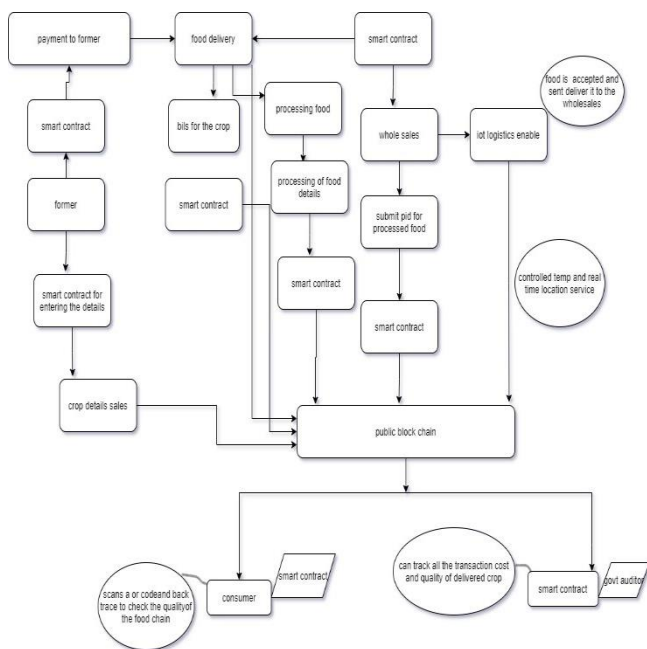 payment to former
food delivery
smart contract
food is accepted and
sent deliver it to the
wholesales
smart contract
bils for the crop
processing food
whole sales
iot logistics enable
former
smart contract
processing of food
details
submit pid for
processed food
smart contract for
entering the details
smart contract
controlled temp and real
time location service
smart contract
crop details sales
public block chain
scans a or codeand back
trace to check the qualityof
the food chain
consumer
smart contract
can track all the transaction cost
and quality of delivered crop
smart contract
govt auditor